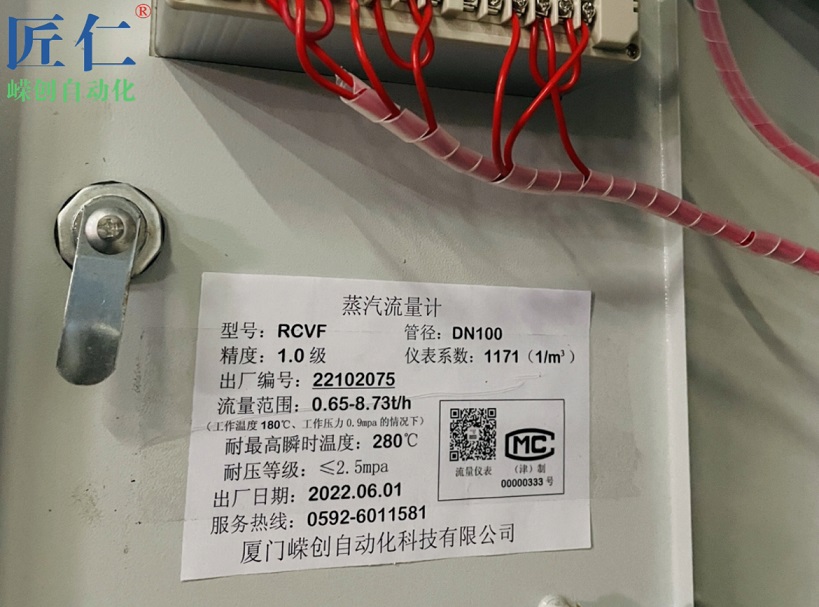 匠仁®
嵘创自动化
蒸汽流量计
型号：RCVF 管径：DN100
精度：1.0 级 仪表系数：1171（1/m³）
出厂编号：22102075
流量范围：0.65-8.73t/h
（工作温度 180℃、工作压力 0.9mpa 的情况下）
耐最高瞬时温度：280℃
耐压等级：≤2.5mpa
出厂日期：2022.06.01
服务热线：0592-6011581
厦门嵘创自动化科技有限公司
流量仪表
MC
（津）制
00000333 号